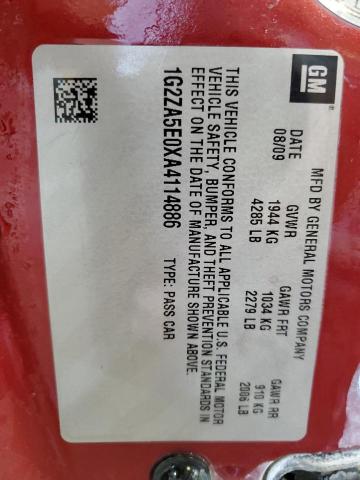 GM
MFD BY GENERAL MOTORS COMPANY
DATE GVWR GAWR FRT GAWR RR
08/09 1944 KG 1034 KG 910 KG
4285 LB 2279 LB 2006 LB
THIS VEHICLE CONFORMS TO ALL APPLICABLE U.S. FEDERAL MOTOR
VEHICLE SAFETY, BUMPER, AND THEFT PREVENTION STANDARDS IN
EFFECT ON THE DATE OF MANUFACTURE SHOWN ABOVE.
1G2ZA5E0XA4114886 TYPE: PASS CAR